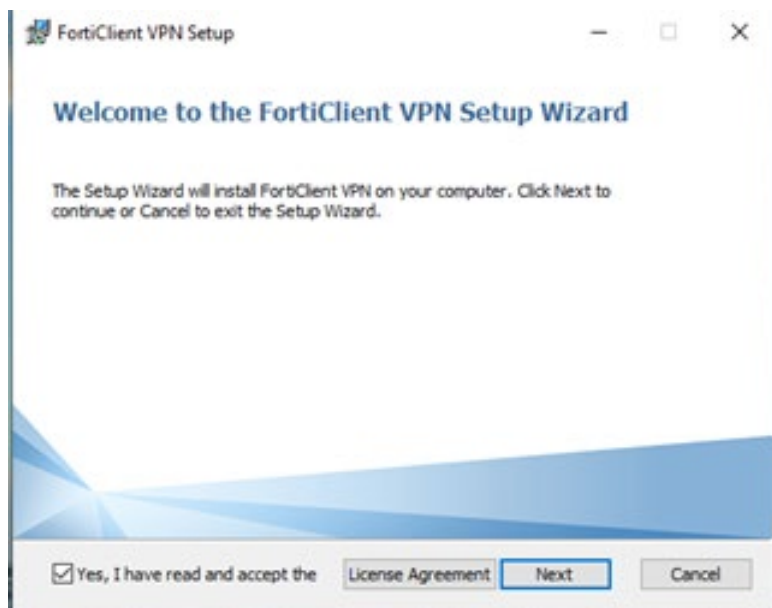 FortiClient VPN Setup
Welcome to the FortiClient VPN Setup Wizard
The Setup Wizard will install FortiClient VPN on your computer. Click Next to
continue or Cancel to exit the Setup Wizard.
Yes, I have read and accept the License Agreement Next Cancel